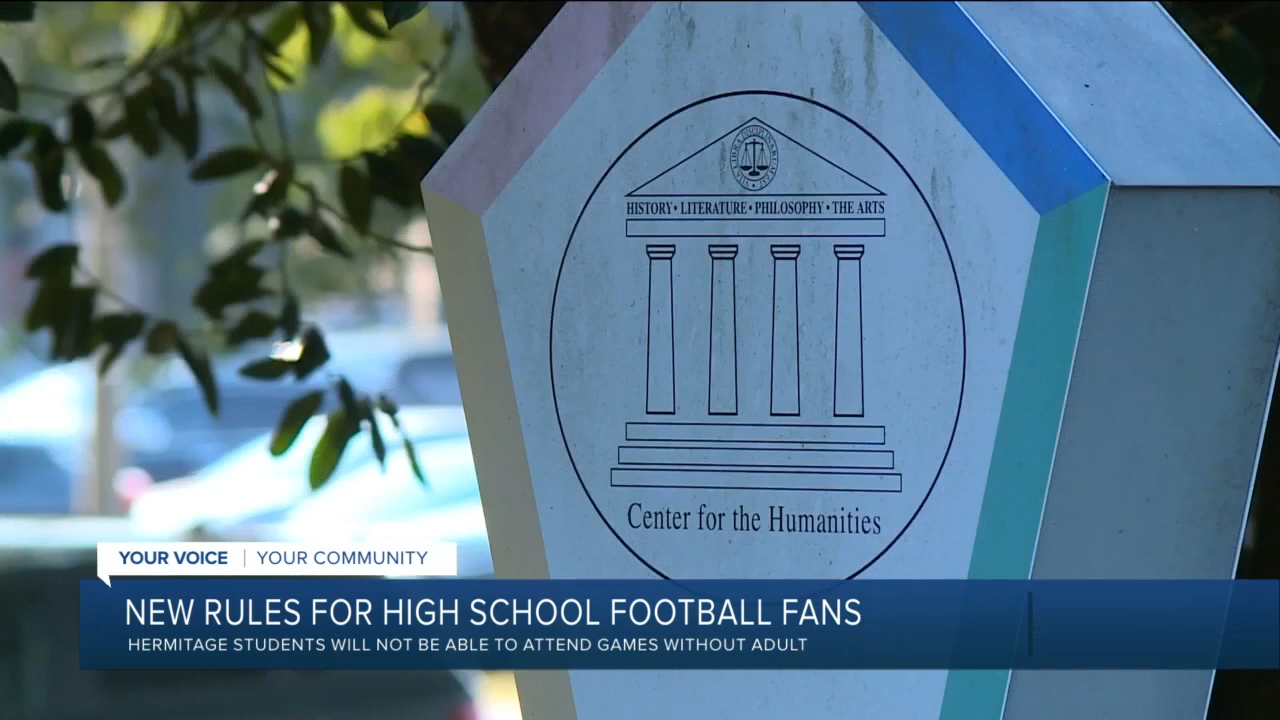 HISTORY • LITERATURE • PHILOSOPHY • THE ARTS
Center for the Humanities
YOUR VOICE | YOUR COMMUNITY
NEW RULES FOR HIGH SCHOOL FOOTBALL FANS
HERMITAGE STUDENTS WILL NOT BE ABLE TO ATTEND GAMES WITHOUT ADULT